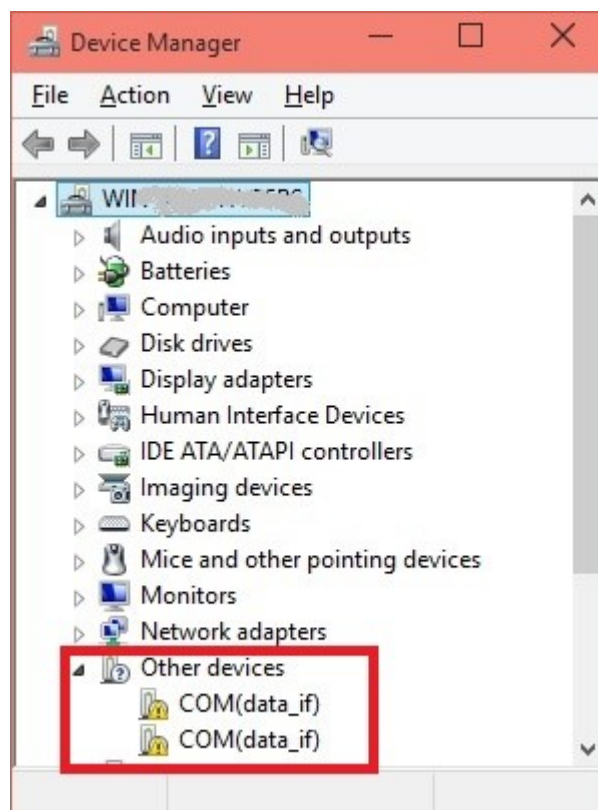 Device Manager
File Action View Help
Audio inputs and outputs
Batteries
Computer
Disk drives
Display adapters
Human Interface Devices
IDE ATA/ATAPI controllers
Imaging devices
Keyboards
Mice and other pointing devices
Monitors
Network adapters
Other devices
COM(data_if)
COM(data_if)